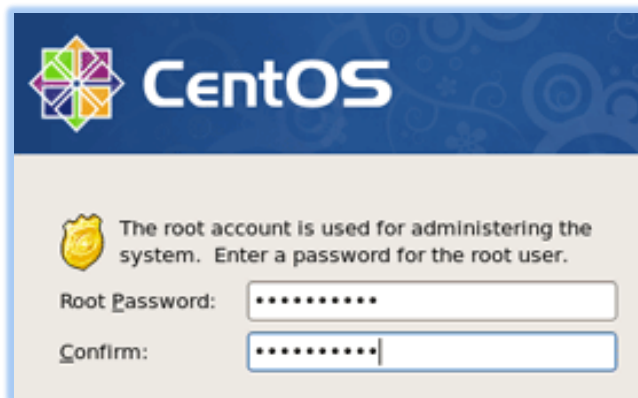 CentOS
The root account is used for administering the
system.  Enter a password for the root user.
Root Password: ••••••••••
Confirm: ••••••••••